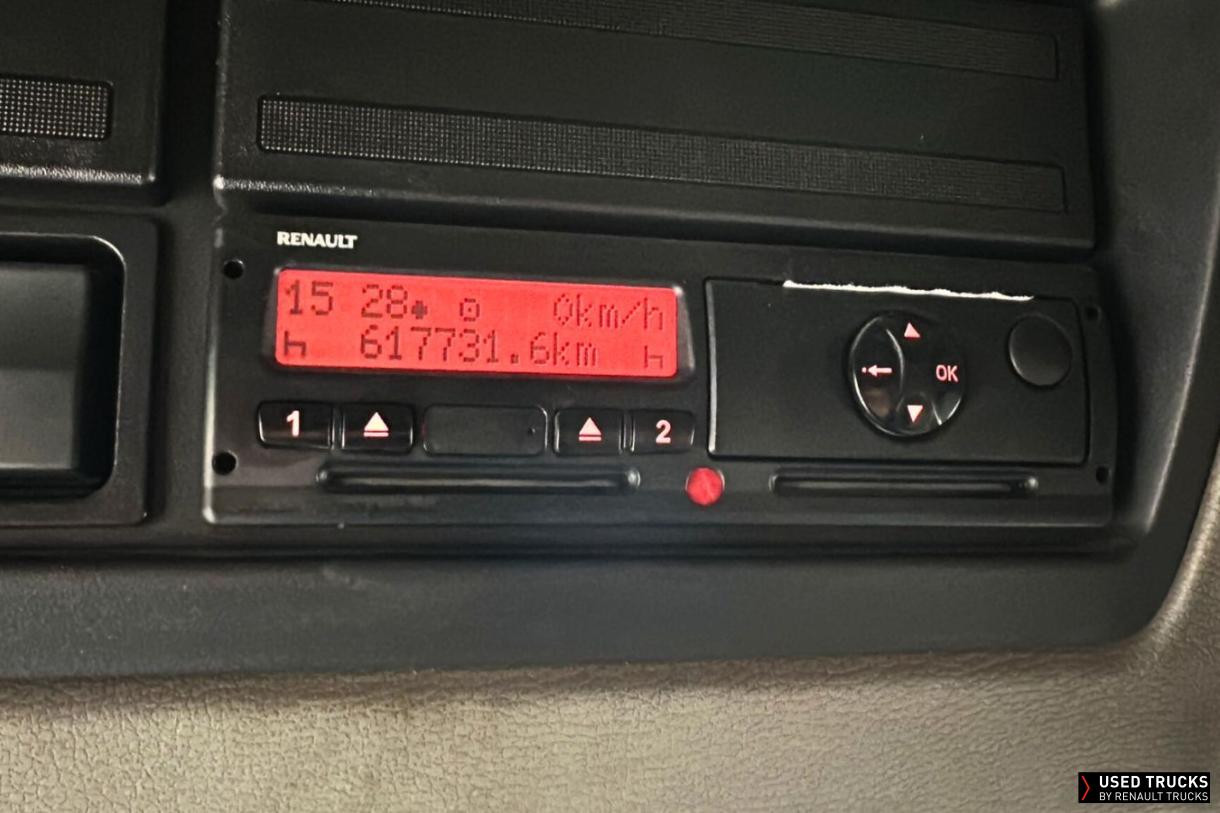 RENAULT
15 28 0km/h
617731.6km
1 2
OK
USED TRUCKS
BY RENAULT TRUCKS